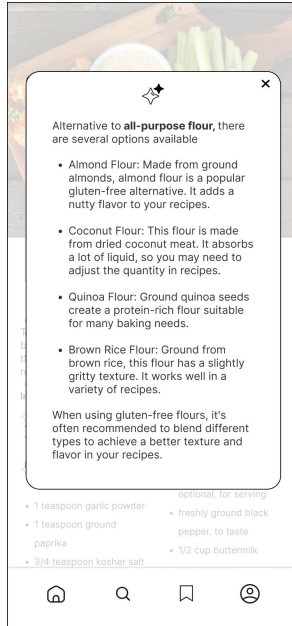 Alternative to all-purpose flour, there
are several options available
• Almond Flour: Made from ground
almonds, almond flour is a popular
gluten-free alternative. It adds a
nutty flavor to your recipes.
• Coconut Flour: This flour is made
from dried coconut meat. It absorbs
a lot of liquid, so you may need to
adjust the quantity in recipes.
• Quinoa Flour: Ground quinoa seeds
create a protein-rich flour suitable
for many baking needs.
• Brown Rice Flour: Ground from
brown rice, this flour has a slightly
gritty texture. It works well in a
variety of recipes.
When using gluten-free flours, it's
often recommended to blend different
types to achieve a better texture and
flavor in your recipes.
• 1 teaspoon garlic powder
• 1 teaspoon ground
paprika
• 3/4 teaspoon kosher salt
optional, for serving
• freshly ground black
pepper, to taste
• 1/2 cup buttermilk